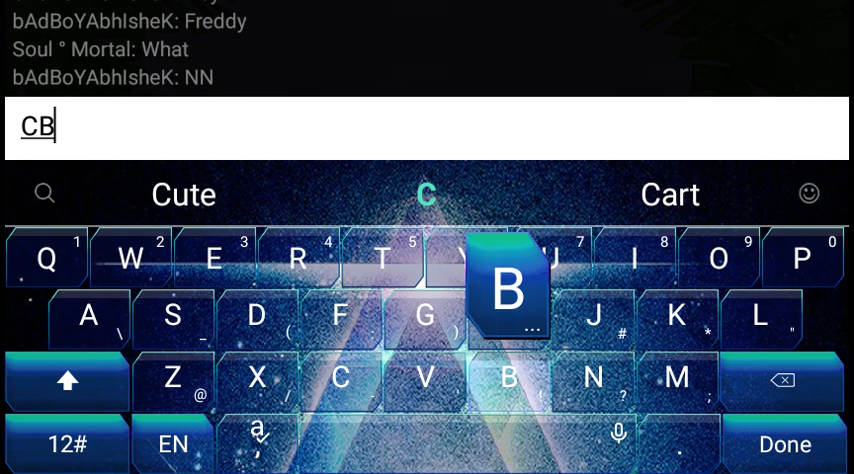 bAdBoYAbhIsheK: Freddy
Soul ° Mortal: What
bAdBoYAbhIsheK: NN
CB
Cute C Cart
Q 1 W 2 E 3 R 4 T 5 Y U 7 I 8 O 9 P 0
B ...
A \ S _ D ( F G ) J # K * L "
Z @ X / C - V B ! N ? M ;
12# EN a , . Done